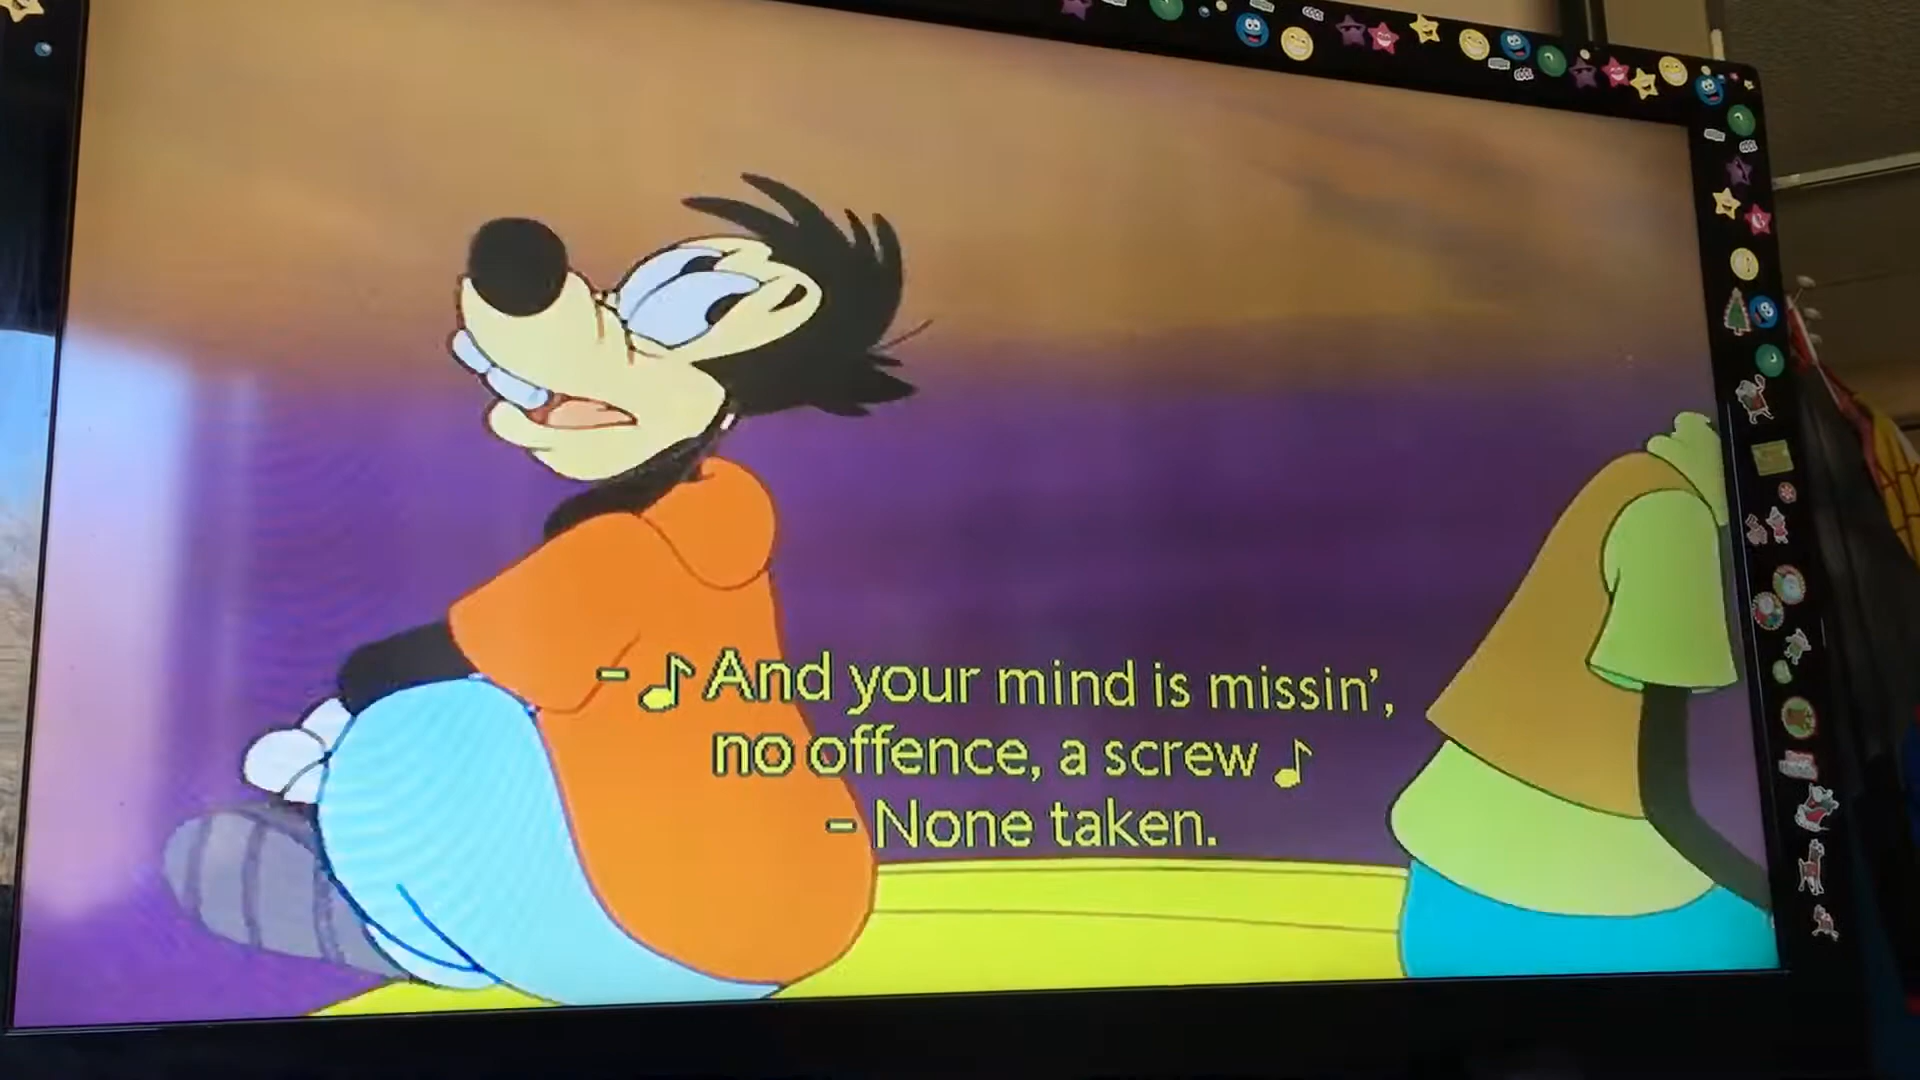 - ♪ And your mind is missin',
no offence, a screw ♪
- None taken.